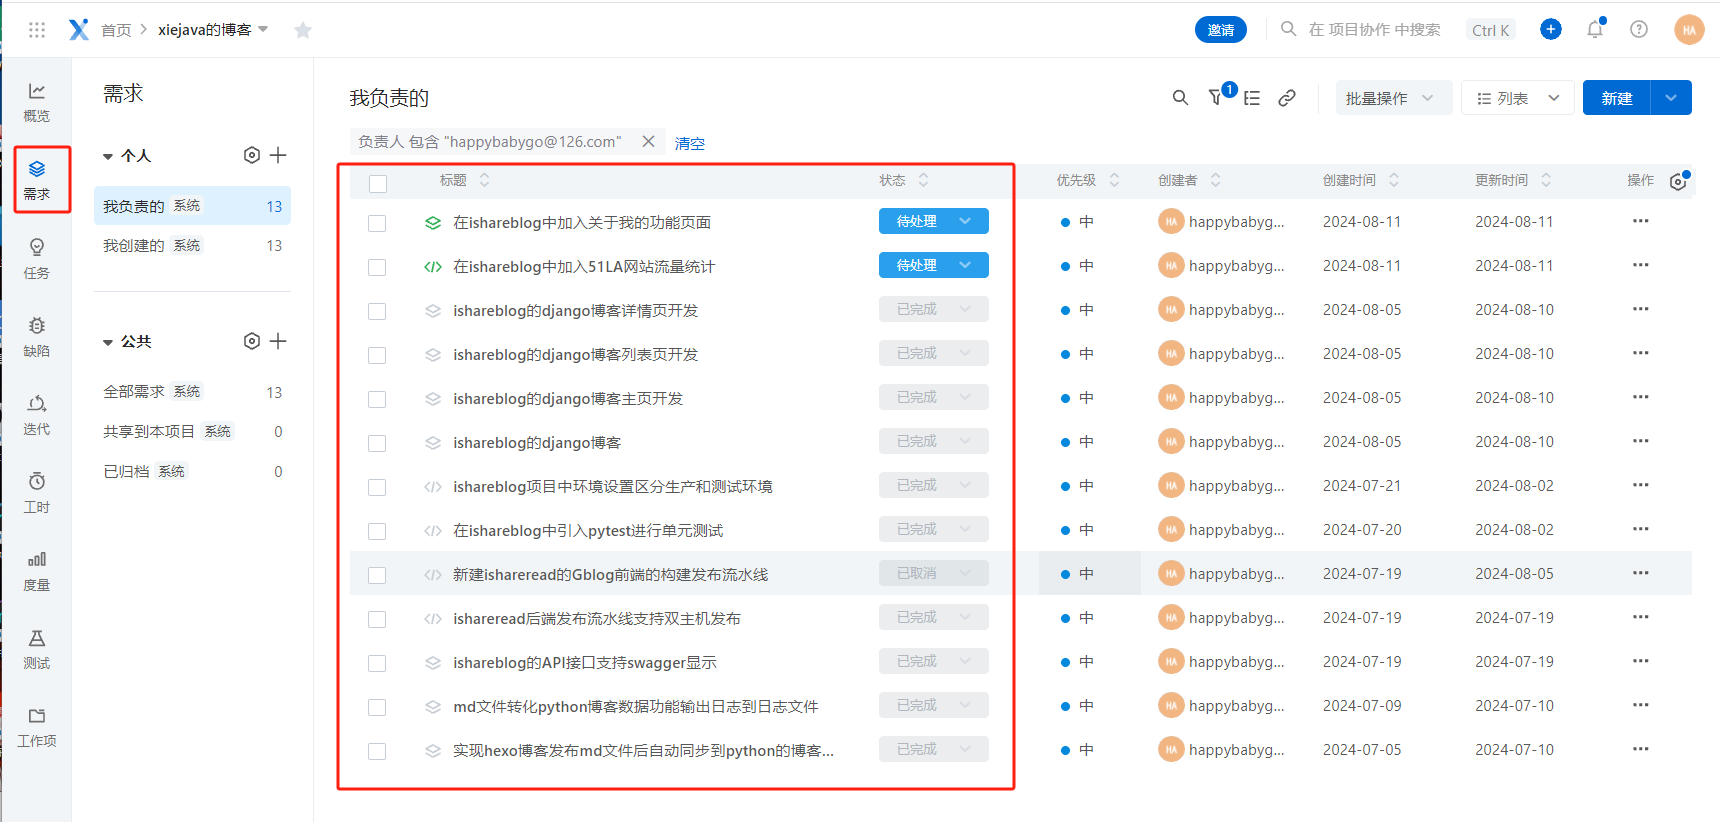 首页 xiejava的博客 邀请 在 项目协作 中搜索 Ctrl K HA
概览
需求
任务
缺陷
迭代
工时
度量
测试
工作项
需求
个人
我负责的 系统 13
我创建的 系统 13
公共
全部需求 系统 13
共享到本项目 系统 0
已归档 系统 0
我负责的 1 批量操作 列表 新建
负责人 包含 "happybabygo@126.com" 清空
标题 状态 优先级 创建者 创建时间 更新时间 操作
在ishareblog中加入关于我的功能页面 待处理 中 HA happybabyg... 2024-08-11 2024-08-11
在ishareblog中加入51LA网站流量统计 待处理 中 HA happybabyg... 2024-08-11 2024-08-11
ishareblog的django博客详情页开发 已完成 中 HA happybabyg... 2024-08-05 2024-08-10
ishareblog的django博客列表页开发 已完成 中 HA happybabyg... 2024-08-05 2024-08-10
ishareblog的django博客主页开发 已完成 中 HA happybabyg... 2024-08-05 2024-08-10
ishareblog的django博客 已完成 中 HA happybabyg... 2024-08-05 2024-08-10
ishareblog项目中环境设置区分生产和测试环境 已完成 中 HA happybabyg... 2024-07-21 2024-08-02
在ishareblog中引入pytest进行单元测试 已完成 中 HA happybabyg... 2024-07-20 2024-08-02
新建ishareread的Gblog前端的构建发布流水线 已取消 中 HA happybabyg... 2024-07-19 2024-08-05
ishareread后端发布流水线支持双主机发布 已完成 中 HA happybabyg... 2024-07-19 2024-07-19
ishareblog的API接口支持swagger显示 已完成 中 HA happybabyg... 2024-07-19 2024-07-19
md文件转化python博客数据功能输出日志到日志文件 已完成 中 HA happybabyg... 2024-07-09 2024-07-10
实现hexo博客发布md文件后自动同步到python的博客... 已完成 中 HA happybabyg... 2024-07-05 2024-07-10